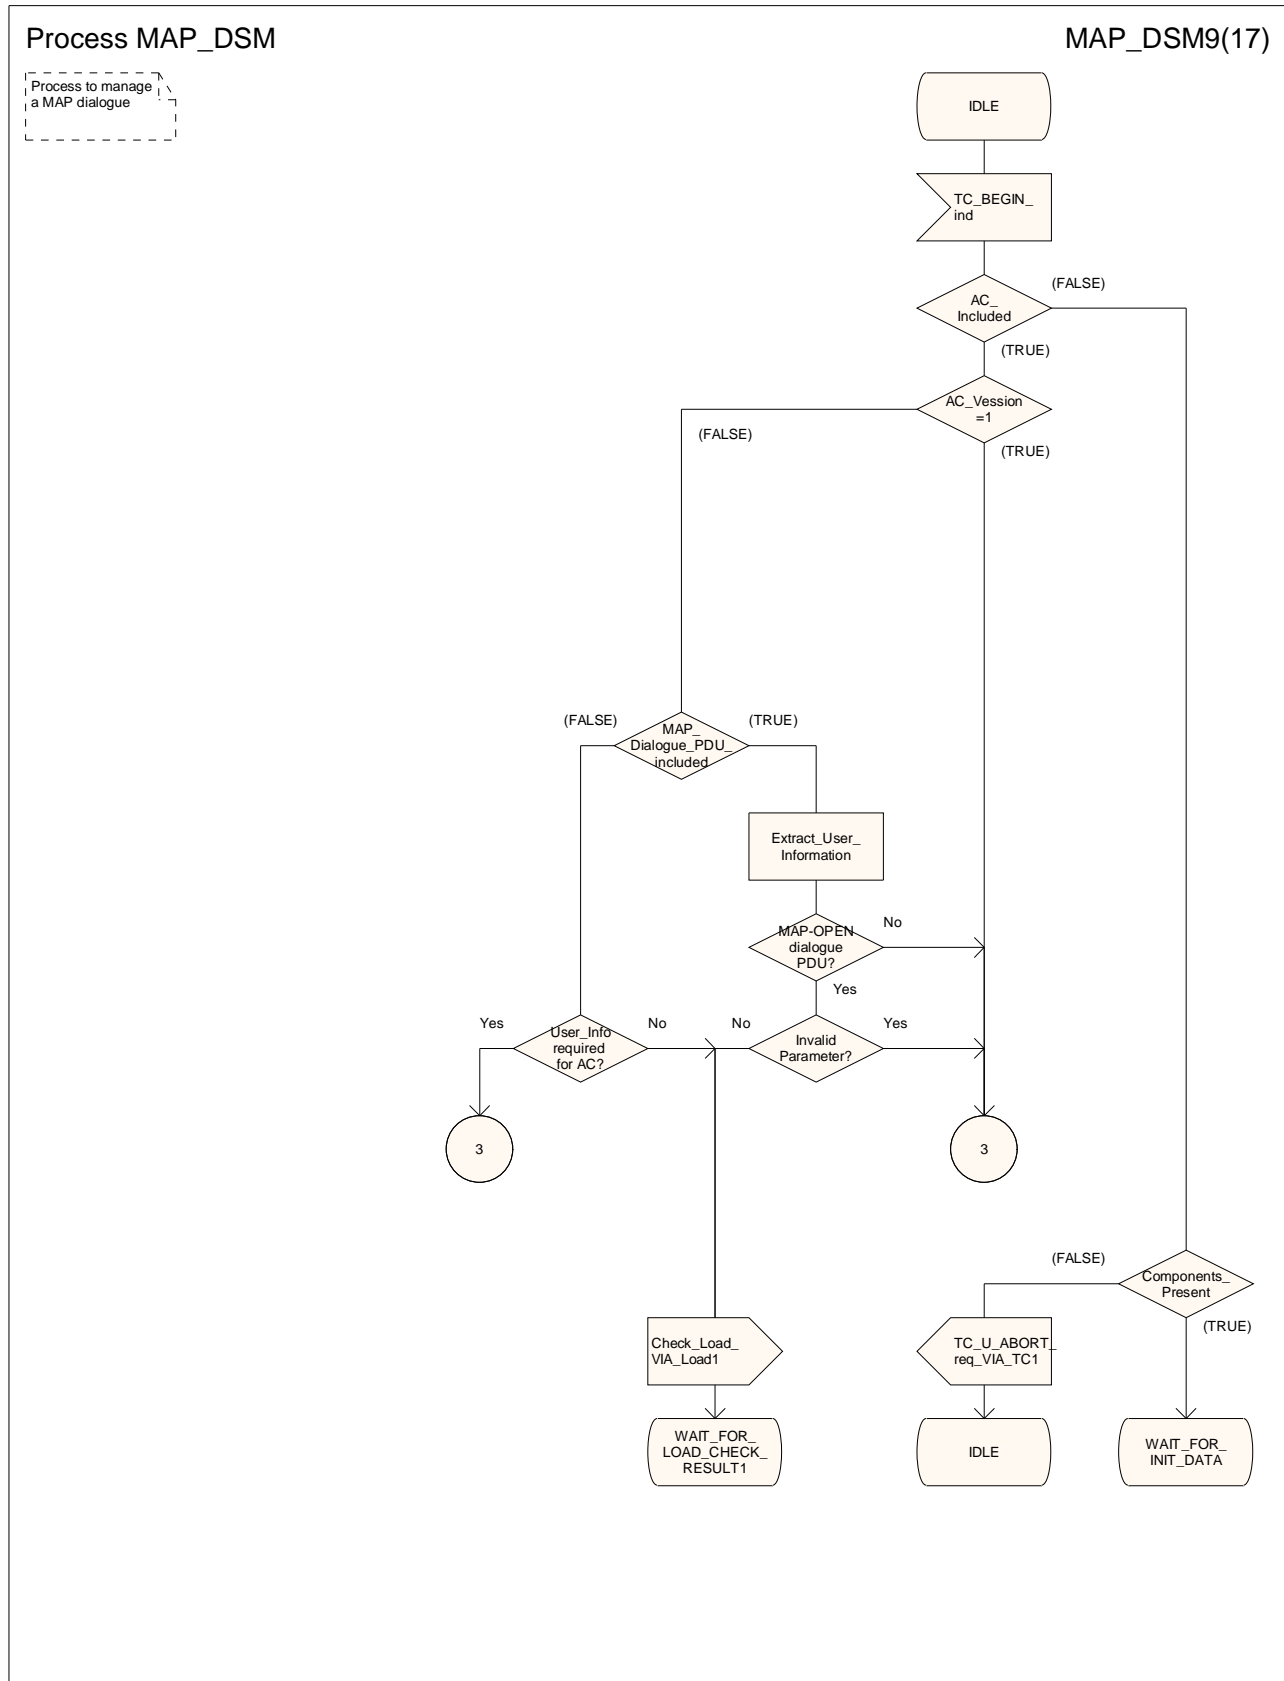 Process MAP_DSM
MAP_DSM9(17)
Process to manage
a MAP dialogue
IDLE
TC_BEGIN_
ind
(FALSE)
AC_
Included
(TRUE)
AC_Vession
=1
(FALSE)
(TRUE)
(FALSE)
(TRUE)
MAP_
Dialogue_PDU_
included
Extract_User_
Information
No
MAP-OPEN
dialogue
PDU?
Yes
Yes
No
No
Yes
User_Info
required
for AC?
Invalid
Parameter?
3
3
(FALSE)
Components_
Present
(TRUE)
Check_Load_
VIA_Load1
TC_U_ABORT_
req_VIA_TC1
WAIT_FOR_
LOAD_CHECK_
RESULT1
IDLE
WAIT_FOR_
INIT_DATA